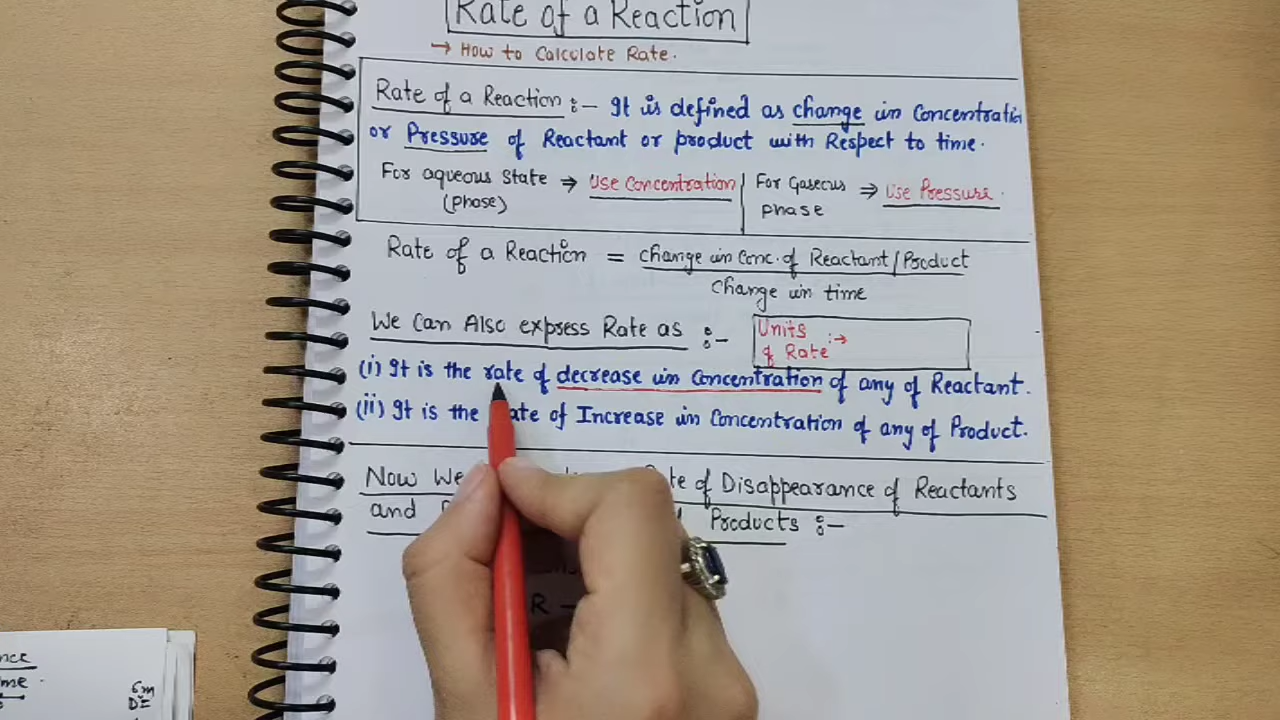 Rate of a Reaction
→ How to Calculate Rate.
Rate of a Reaction :- It is defined as change in Concentration
or Pressure of Reactant or product with Respect to time.
For aqueous state ⇒ Use Concentration
(Phase)
For Gaseous ⇒ Use Pressure.
phase
Rate of a Reaction = change in Conc. of Reactant/Product
Change in time
We Can Also express Rate as :-
Units :→
of Rate
(i) It is the rate of decrease in Concentration of any of Reactant.
(ii) It is the Rate of Increase in Concentration of any of Product.
Now We of Disappearance of Reactants
and Products :-
R
6m